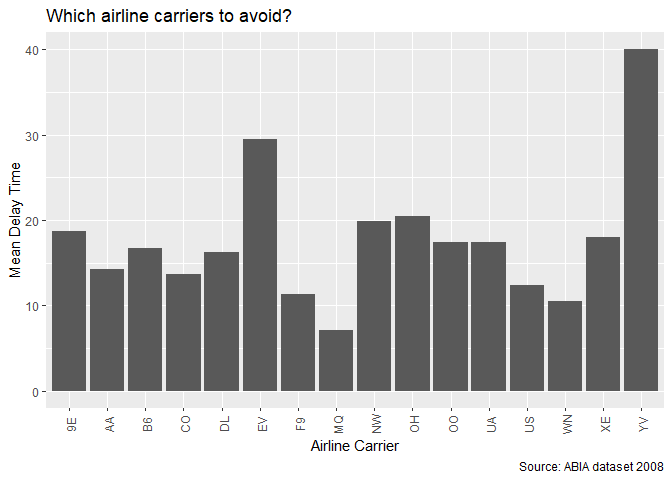 Which airline carriers to avoid?
Mean Delay Time
40
30
20
10
0
9E AA B6 CO DL EV F9 MQ NW OH OO UA US WN XE YV
Airline Carrier
Source: ABIA dataset 2008